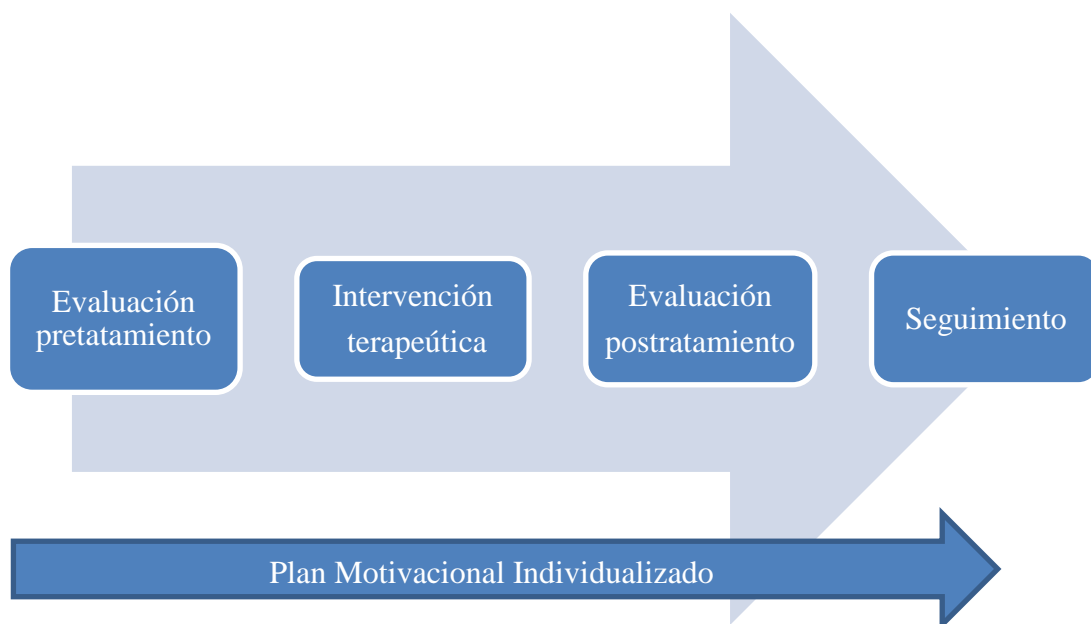 Evaluación
pretatamiento
Intervención
terapeútica
Evaluación
postratamiento
Seguimiento
Plan Motivacional Individualizado